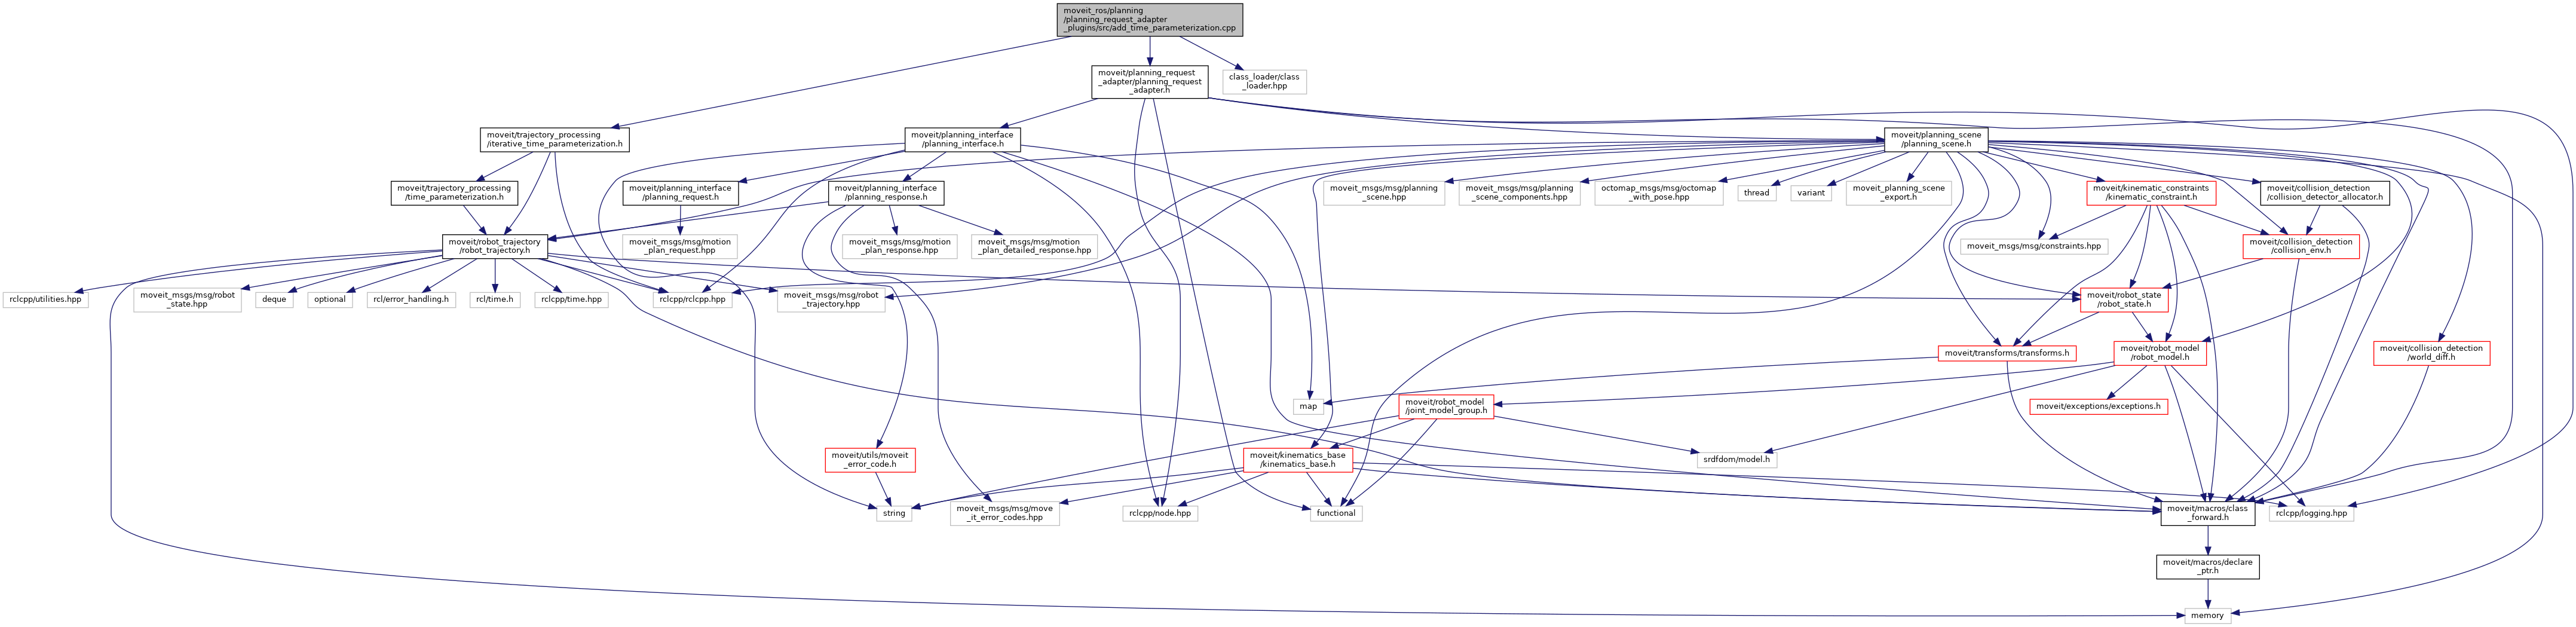 moveit_ros/planning
/planning_request_adapter
_plugins/src/add_time_parameterization.cpp
moveit/planning_request
_adapter/planning_request
_adapter.h
class_loader/class
_loader.hpp
moveit/trajectory_processing
/iterative_time_parameterization.h
moveit/planning_interface
/planning_interface.h
moveit/planning_scene
/planning_scene.h
moveit/trajectory_processing
/time_parameterization.h
moveit/planning_interface
/planning_request.h
moveit/planning_interface
/planning_response.h
moveit_msgs/msg/planning
_scene.hpp
moveit_msgs/msg/planning
_scene_components.hpp
octomap_msgs/msg/octomap
_with_pose.hpp
thread
variant
moveit_planning_scene
_export.h
moveit/kinematic_constraints
/kinematic_constraint.h
moveit/collision_detection
/collision_detector_allocator.h
moveit/robot_trajectory
/robot_trajectory.h
moveit_msgs/msg/motion
_plan_request.hpp
moveit_msgs/msg/motion
_plan_response.hpp
moveit_msgs/msg/motion
_plan_detailed_response.hpp
moveit_msgs/msg/constraints.hpp
moveit/collision_detection
/collision_env.h
rclcpp/utilities.hpp
moveit_msgs/msg/robot
_state.hpp
deque
optional
rcl/error_handling.h
rcl/time.h
rclcpp/time.hpp
rclcpp/rclcpp.hpp
moveit_msgs/msg/robot
_trajectory.hpp
moveit/robot_state
/robot_state.h
moveit/transforms/transforms.h
moveit/robot_model
/robot_model.h
moveit/collision_detection
/world_diff.h
map
moveit/robot_model
/joint_model_group.h
moveit/exceptions/exceptions.h
moveit/utils/moveit
_error_code.h
moveit/kinematics_base
/kinematics_base.h
srdfdom/model.h
string
moveit_msgs/msg/move
_it_error_codes.hpp
rclcpp/node.hpp
functional
moveit/macros/class
_forward.h
rclcpp/logging.hpp
moveit/macros/declare
_ptr.h
memory